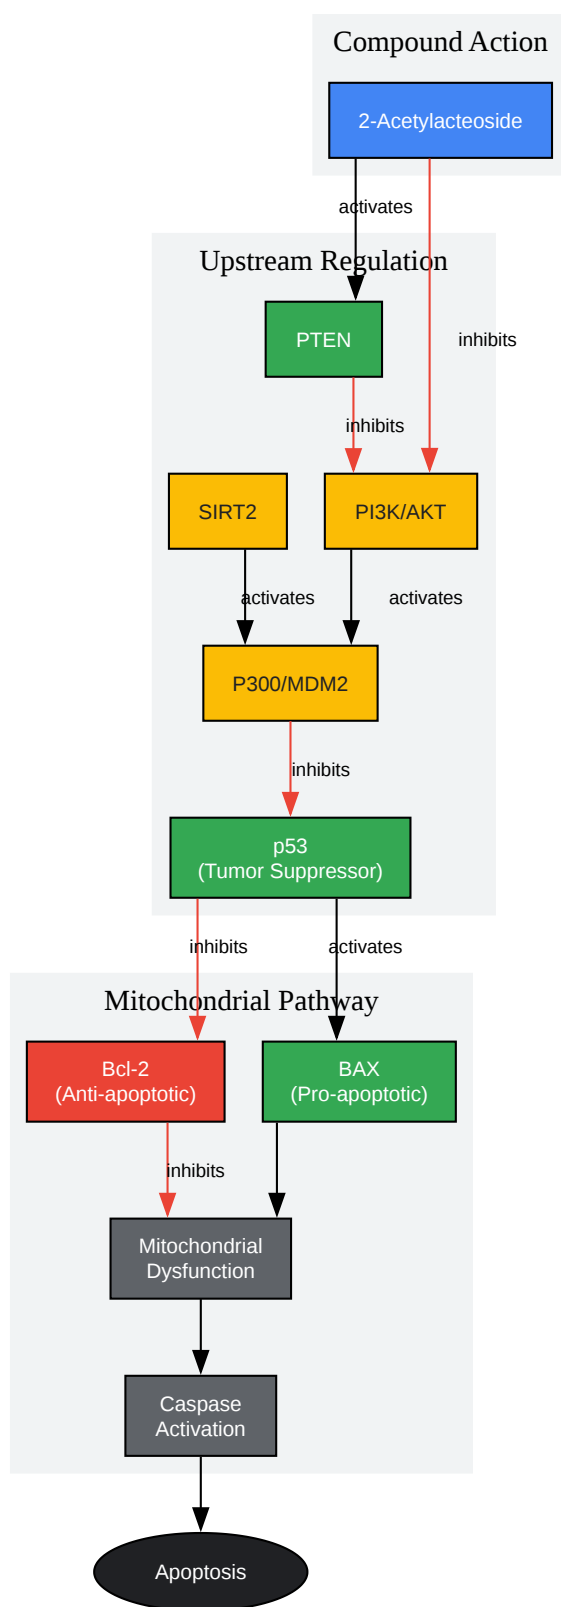 Compound Action
2-Acetylacteoside
activates
Upstream Regulation
PTEN
inhibits
inhibits
SIRT2
PI3K/AKT
activates
activates
P300/MDM2
inhibits
p53
(Tumor Suppressor)
inhibits
activates
Mitochondrial Pathway
Bcl-2
(Anti-apoptotic)
BAX
(Pro-apoptotic)
inhibits
Mitochondrial
Dysfunction
Caspase
Activation
Apoptosis